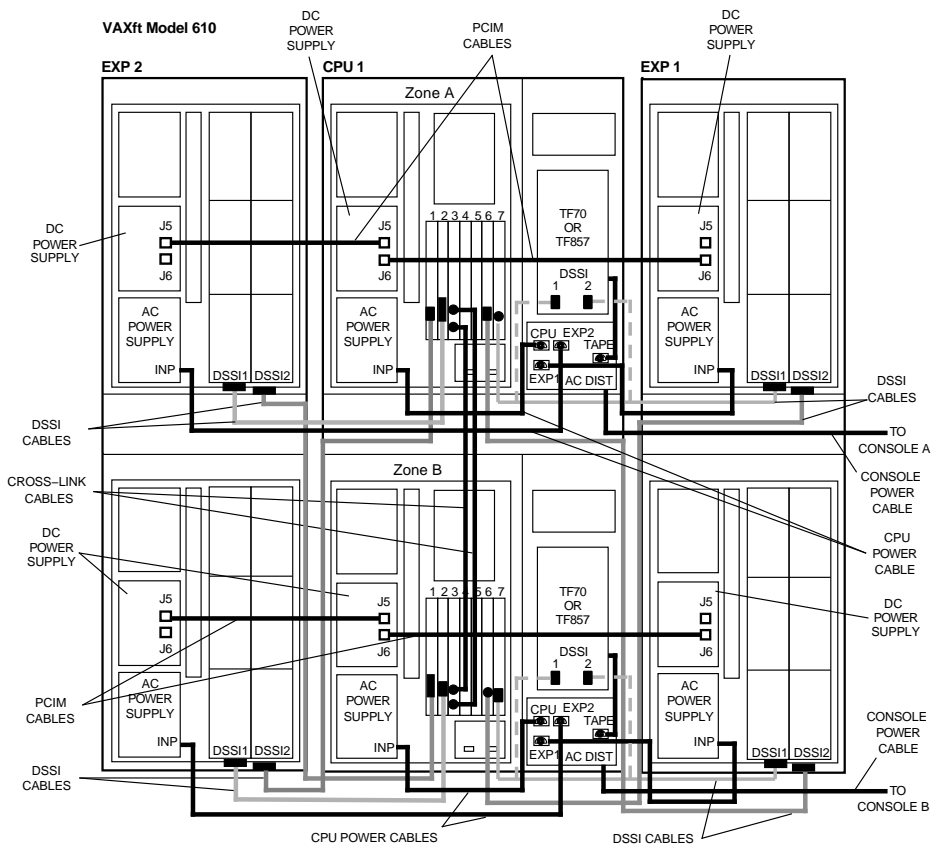 VAXft Model 610
DC
POWER
SUPPLY
PCIM
CABLES
DC
POWER
SUPPLY
EXP 2
CPU 1
EXP 1
Zone A
DC
POWER
SUPPLY
J5
J6
J5
J6
1 2 3 4 5 6 7
TF70
OR
TF857
DSSI
1 2
J5
J6
AC
POWER
SUPPLY
INP
DSSI1 DSSI2
AC
POWER
SUPPLY
INP
CPU EXP2
TAPE
EXP1 AC DIST
AC
POWER
SUPPLY
INP
DSSI1 DSSI2
DSSI
CABLES
DSSI
CABLES
TO
CONSOLE A
CROSS–LINK
CABLES
Zone B
CONSOLE
POWER
CABLE
CPU
POWER
CABLE
DC
POWER
SUPPLY
J5
J6
J5
J6
1 2 3 4 5 6 7
TF70
OR
TF857
DSSI
1 2
J5
J6
DC
POWER
SUPPLY
PCIM
CABLES
AC
POWER
SUPPLY
INP
DSSI1 DSSI2
AC
POWER
SUPPLY
INP
CPU EXP2
TAPE
EXP1 AC DIST
AC
POWER
SUPPLY
INP
DSSI1 DSSI2
CONSOLE
POWER
CABLE
DSSI
CABLES
TO
CONSOLE B
CPU POWER CABLES
DSSI CABLES